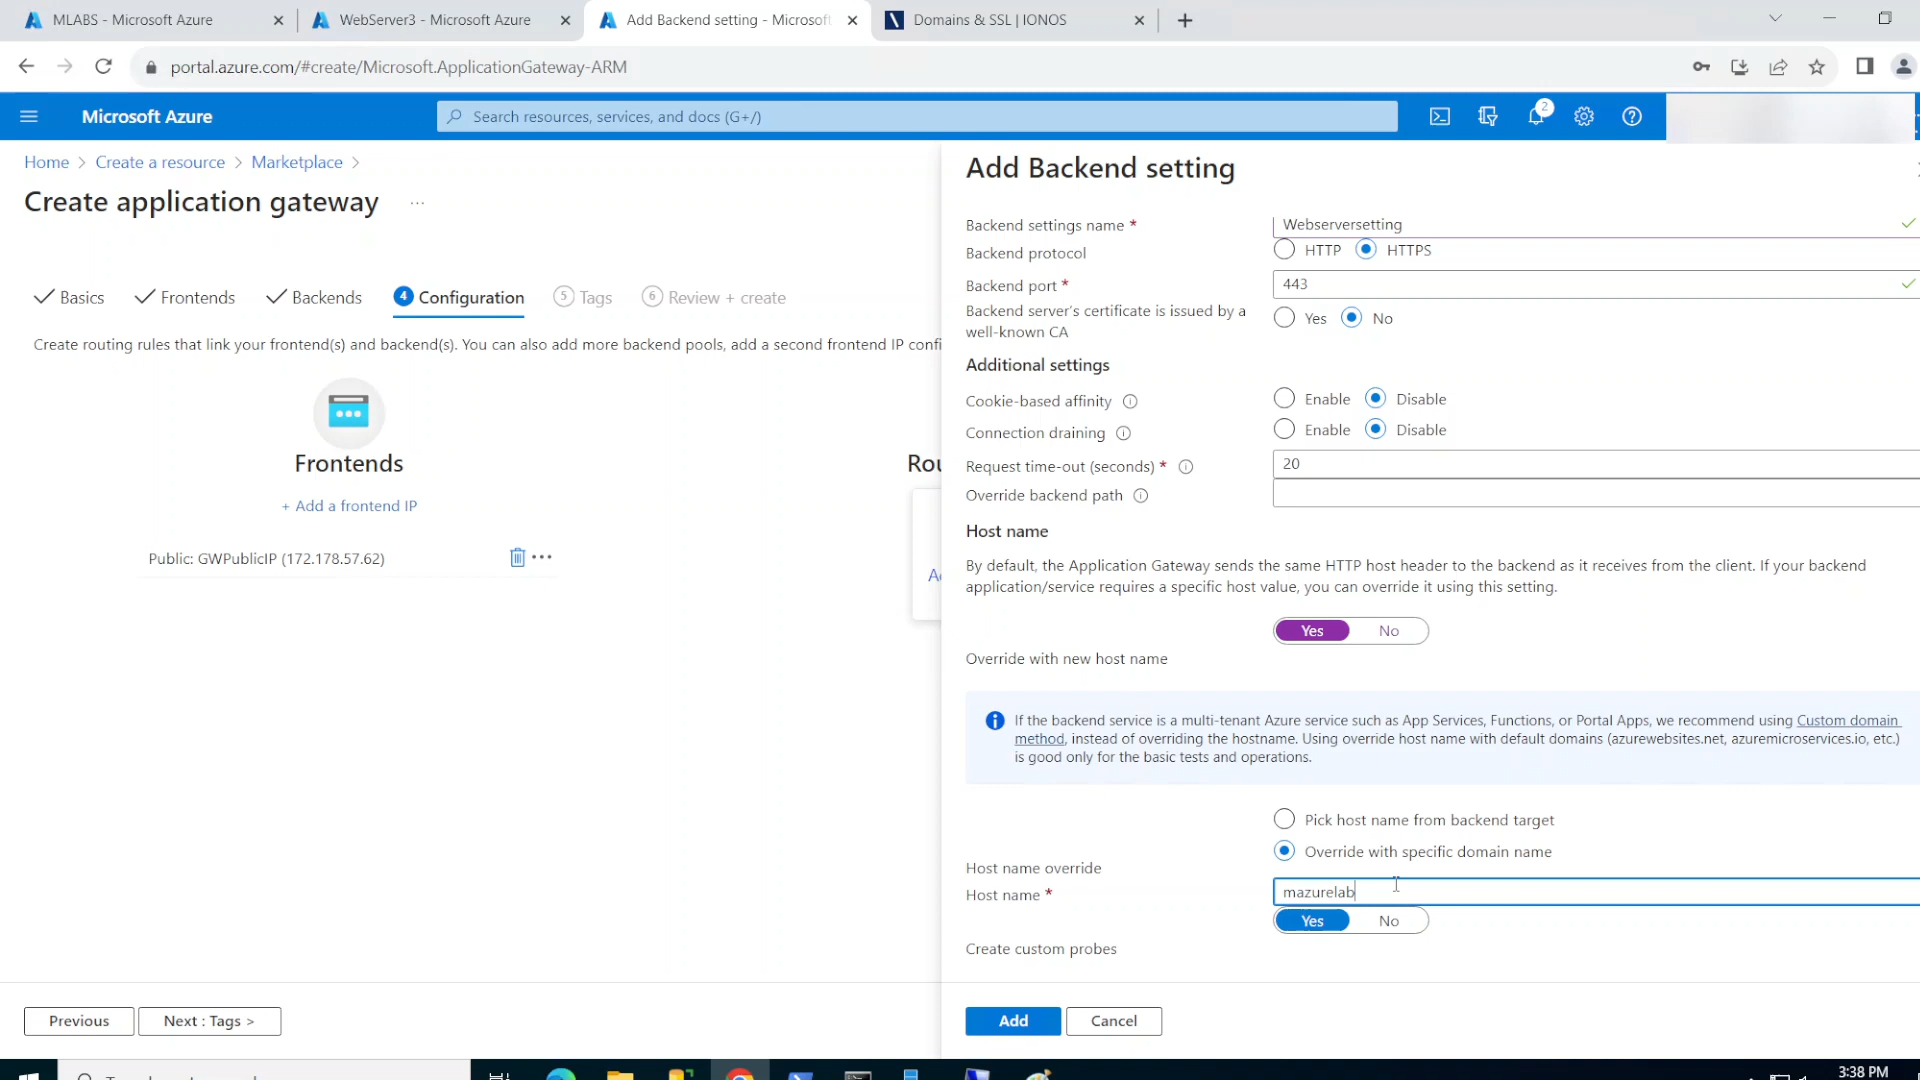 MLABS - Microsoft Azure
WebServer3 - Microsoft Azure
Add Backend setting - Microsoft
Domains & SSL | IONOS
portal.azure.com/#create/Microsoft.ApplicationGateway-ARM
Microsoft Azure
Search resources, services, and docs (G+/)
2
Home > Create a resource > Marketplace >
Create application gateway ...
Basics
Frontends
Backends
4 Configuration
5 Tags
6 Review + create
Create routing rules that link your frontend(s) and backend(s). You can also add more backend pools, add a second frontend IP confi
Frontends
+ Add a frontend IP
Public: GWPublicIP (172.178.57.62)
Previous
Next : Tags >
Add Backend setting
Backend settings name *
Webserversetting
Backend protocol
HTTP
HTTPS
Backend port *
443
Backend server's certificate is issued by a
well-known CA
Yes
No
Additional settings
Cookie-based affinity
Enable
Disable
Connection draining
Enable
Disable
Request time-out (seconds) *
20
Override backend path
Host name
By default, the Application Gateway sends the same HTTP host header to the backend as it receives from the client. If your backend
application/service requires a specific host value, you can override it using this setting.
Yes
No
Override with new host name
If the backend service is a multi-tenant Azure service such as App Services, Functions, or Portal Apps, we recommend using Custom domain
method, instead of overriding the hostname. Using override host name with default domains (azurewebsites.net, azuremicroservices.io, etc.)
is good only for the basic tests and operations.
Pick host name from backend target
Override with specific domain name
Host name override
Host name *
mazurelab
Yes
No
Create custom probes
Add
Cancel
3:38 PM